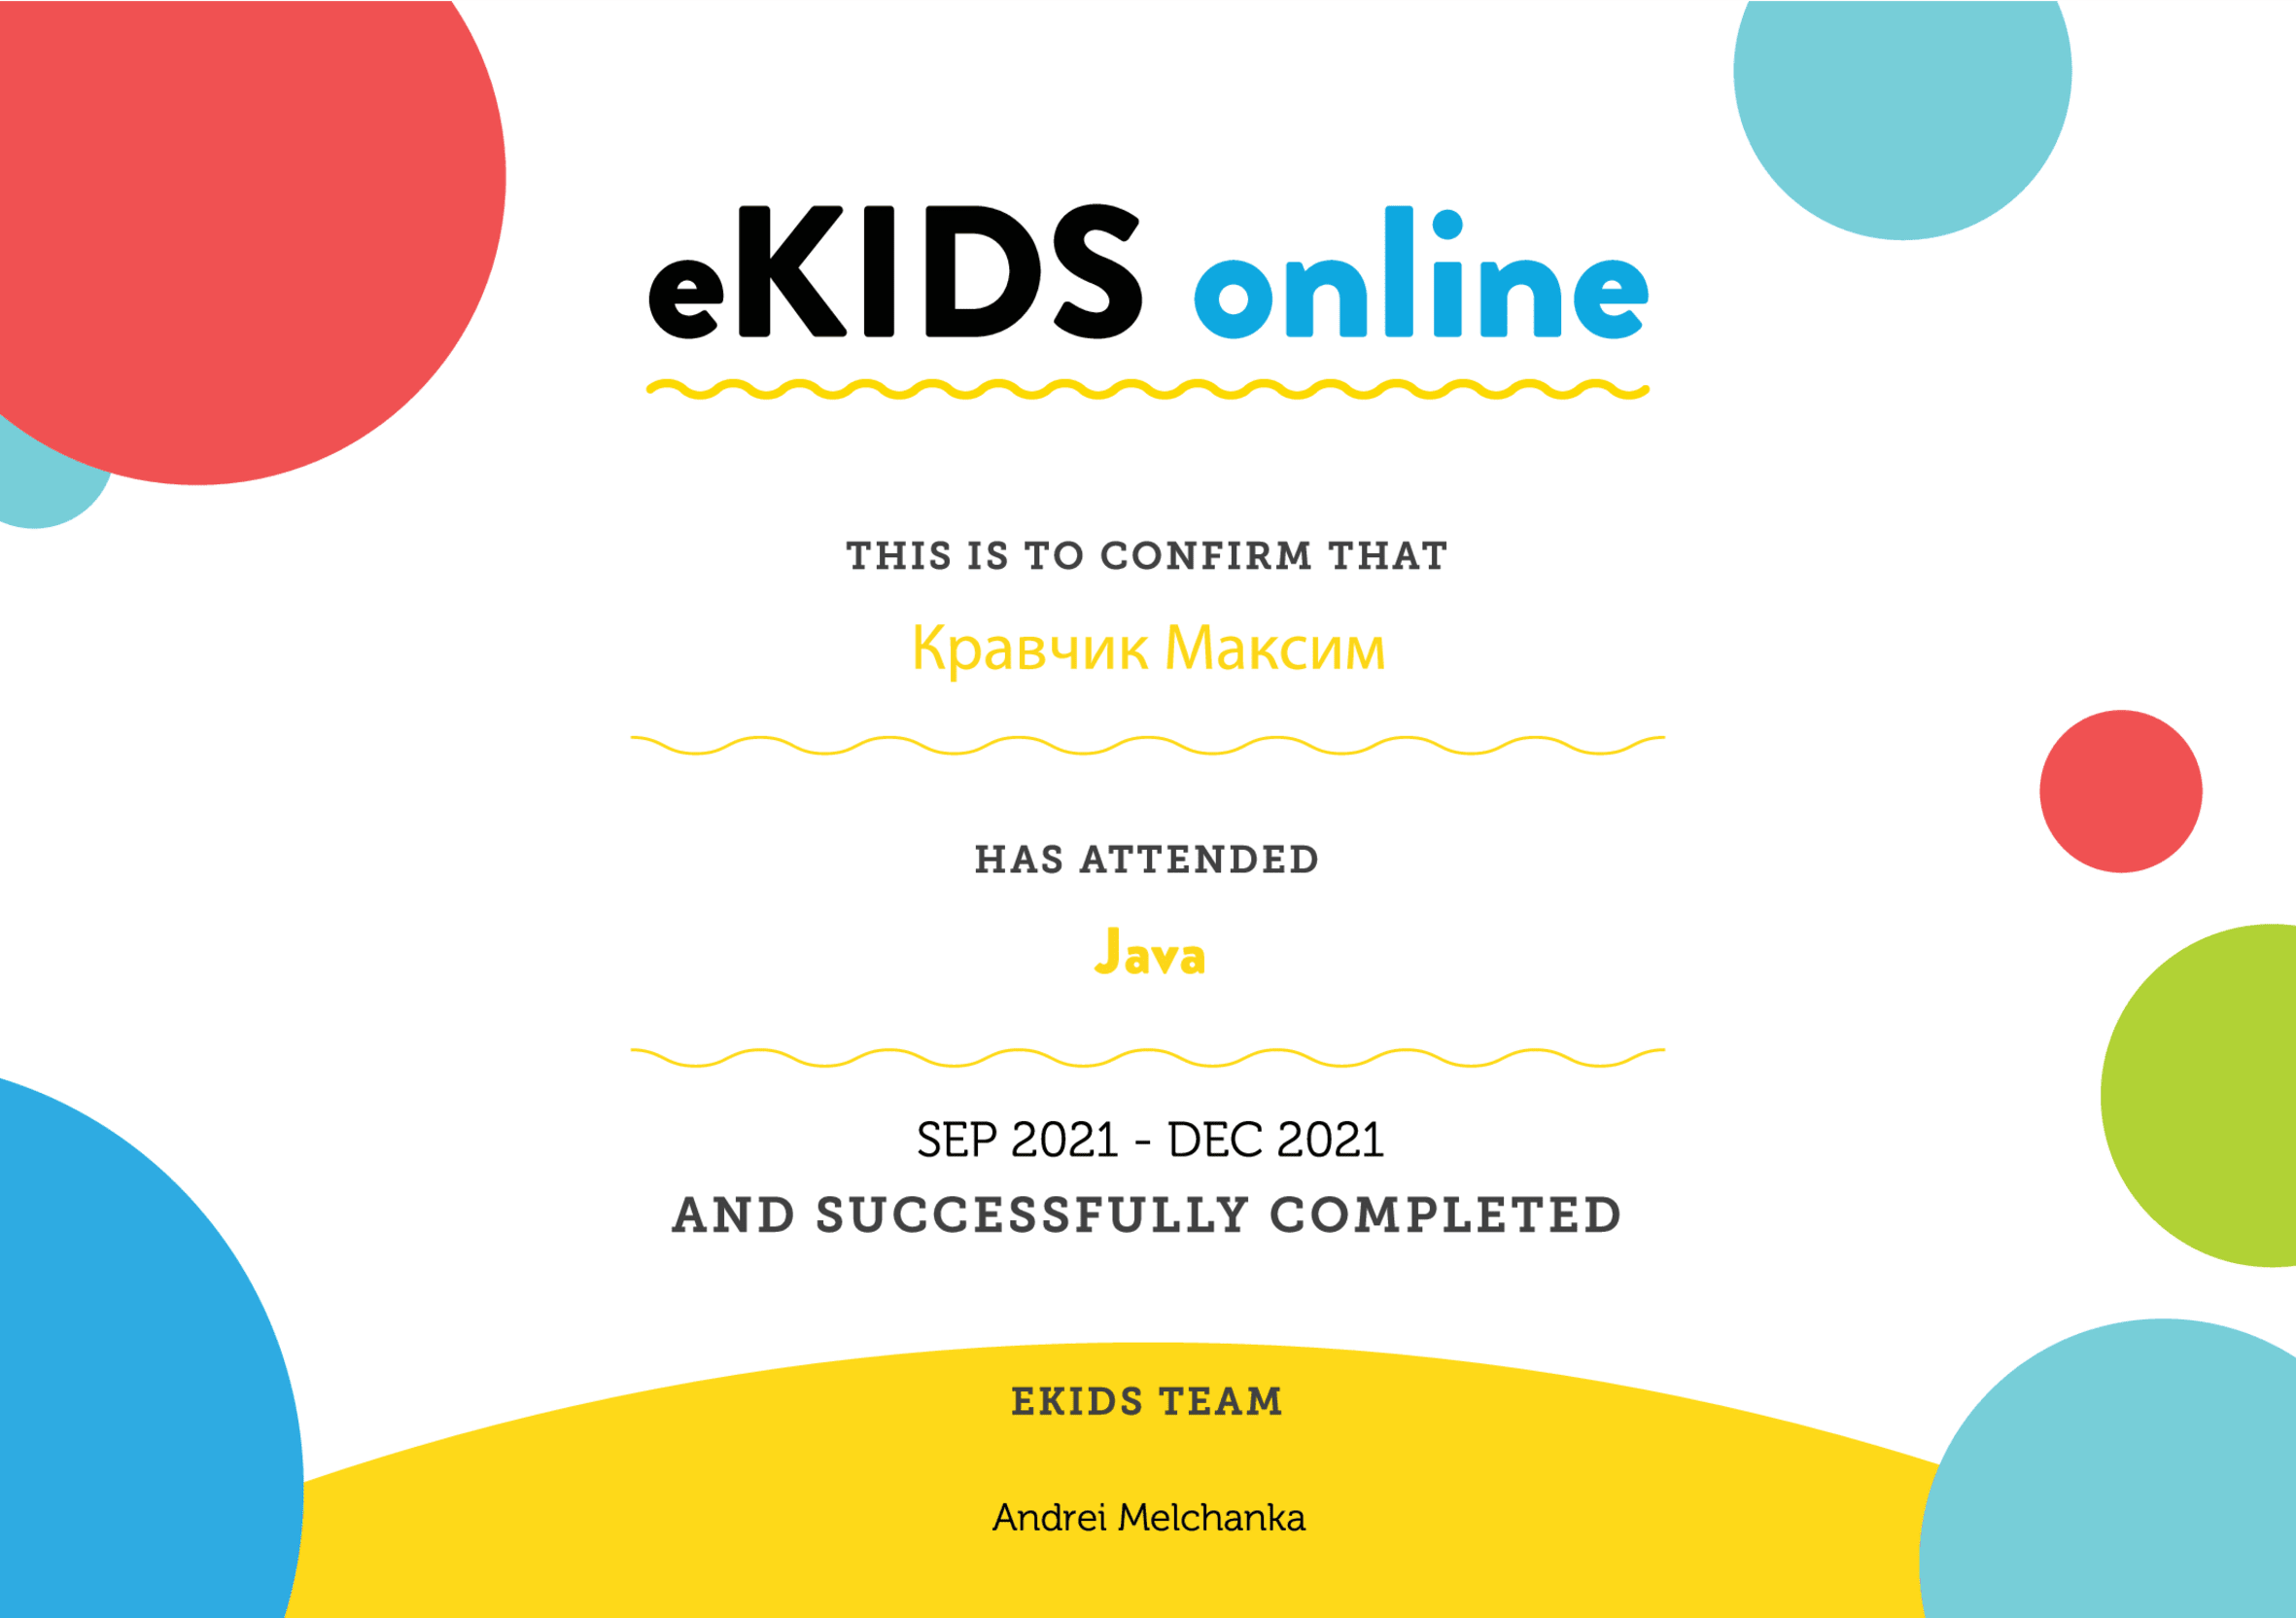 eKIDS online
THIS IS TO CONFIRM THAT
Кравчик Максим
HAS ATTENDED
Java
SEP 2021 - DEC 2021
AND SUCCESSFULLY COMPLETED
EKIDS TEAM
Andrei Melchanka